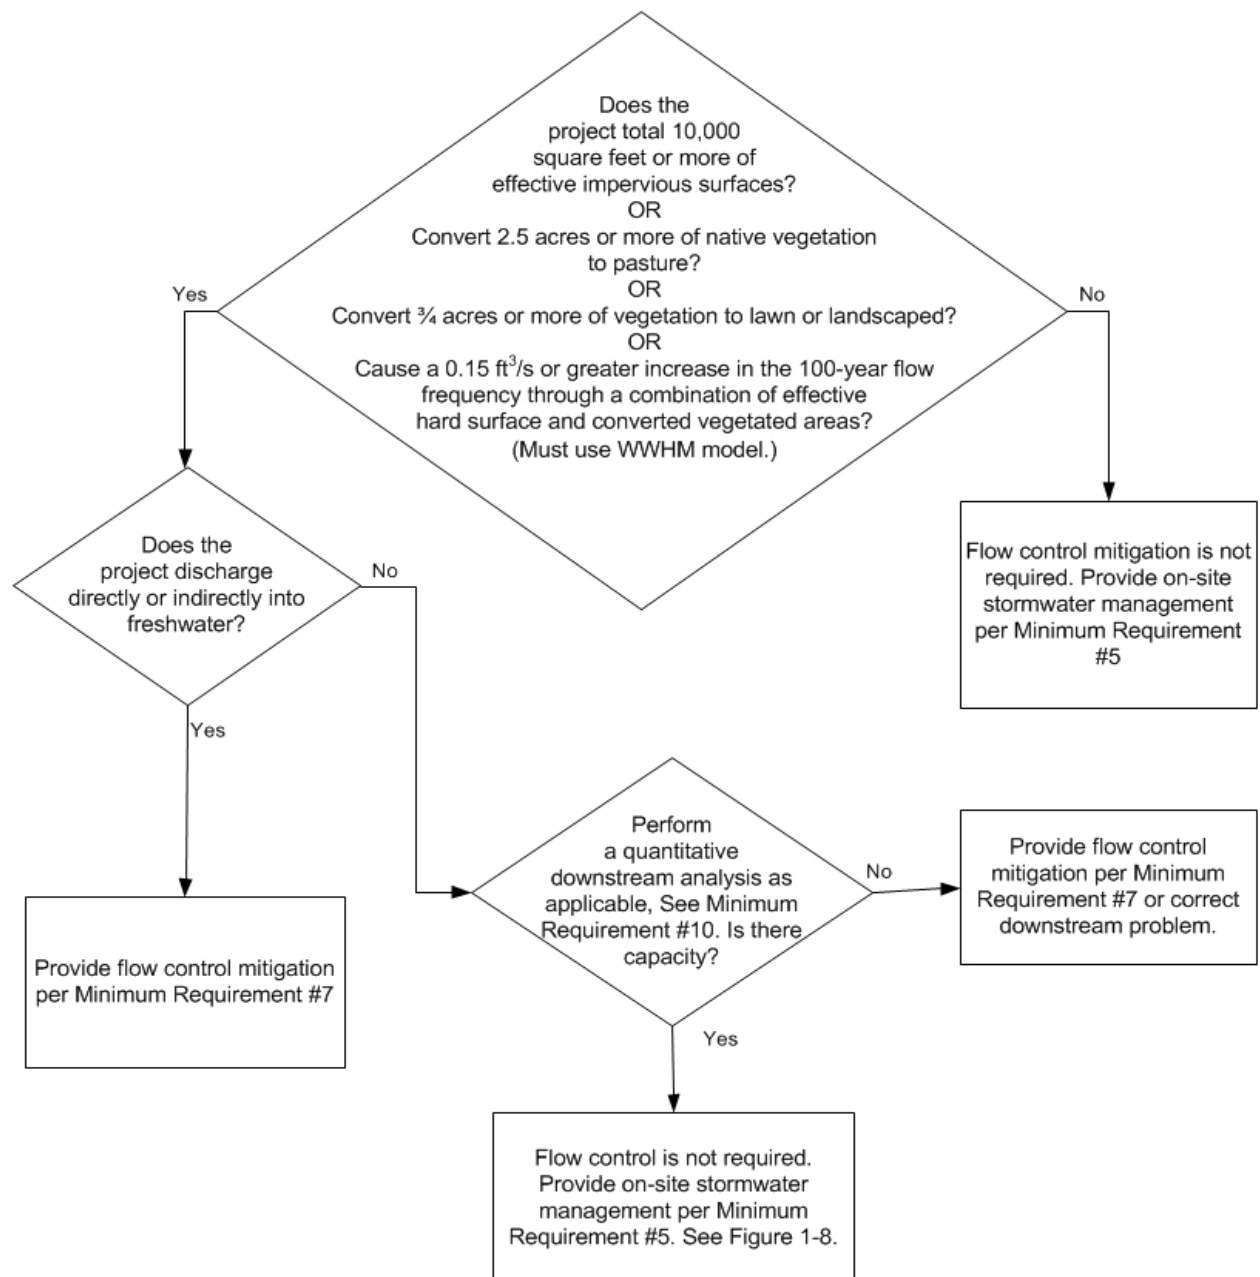 Does the
project total 10,000
square feet or more of
effective impervious surfaces?
OR
Convert 2.5 acres or more of native vegetation
to pasture?
OR
Convert ¾ acres or more of vegetation to lawn or landscaped?
OR
Cause a 0.15 ft³/s or greater increase in the 100-year flow
frequency through a combination of effective
hard surface and converted vegetated areas?
(Must use WWHM model.)
Yes
No
Does the
project discharge
directly or indirectly into
freshwater?
No
Yes
Flow control mitigation is not
required. Provide on-site
stormwater management
per Minimum Requirement
#5
Perform
a quantitative
downstream analysis as
applicable, See Minimum
Requirement #10. Is there
capacity?
No
Yes
Provide flow control
mitigation per Minimum
Requirement #7 or correct
downstream problem.
Provide flow control mitigation
per Minimum Requirement #7
Flow control is not required.
Provide on-site stormwater
management per Minimum
Requirement #5. See Figure 1-8.